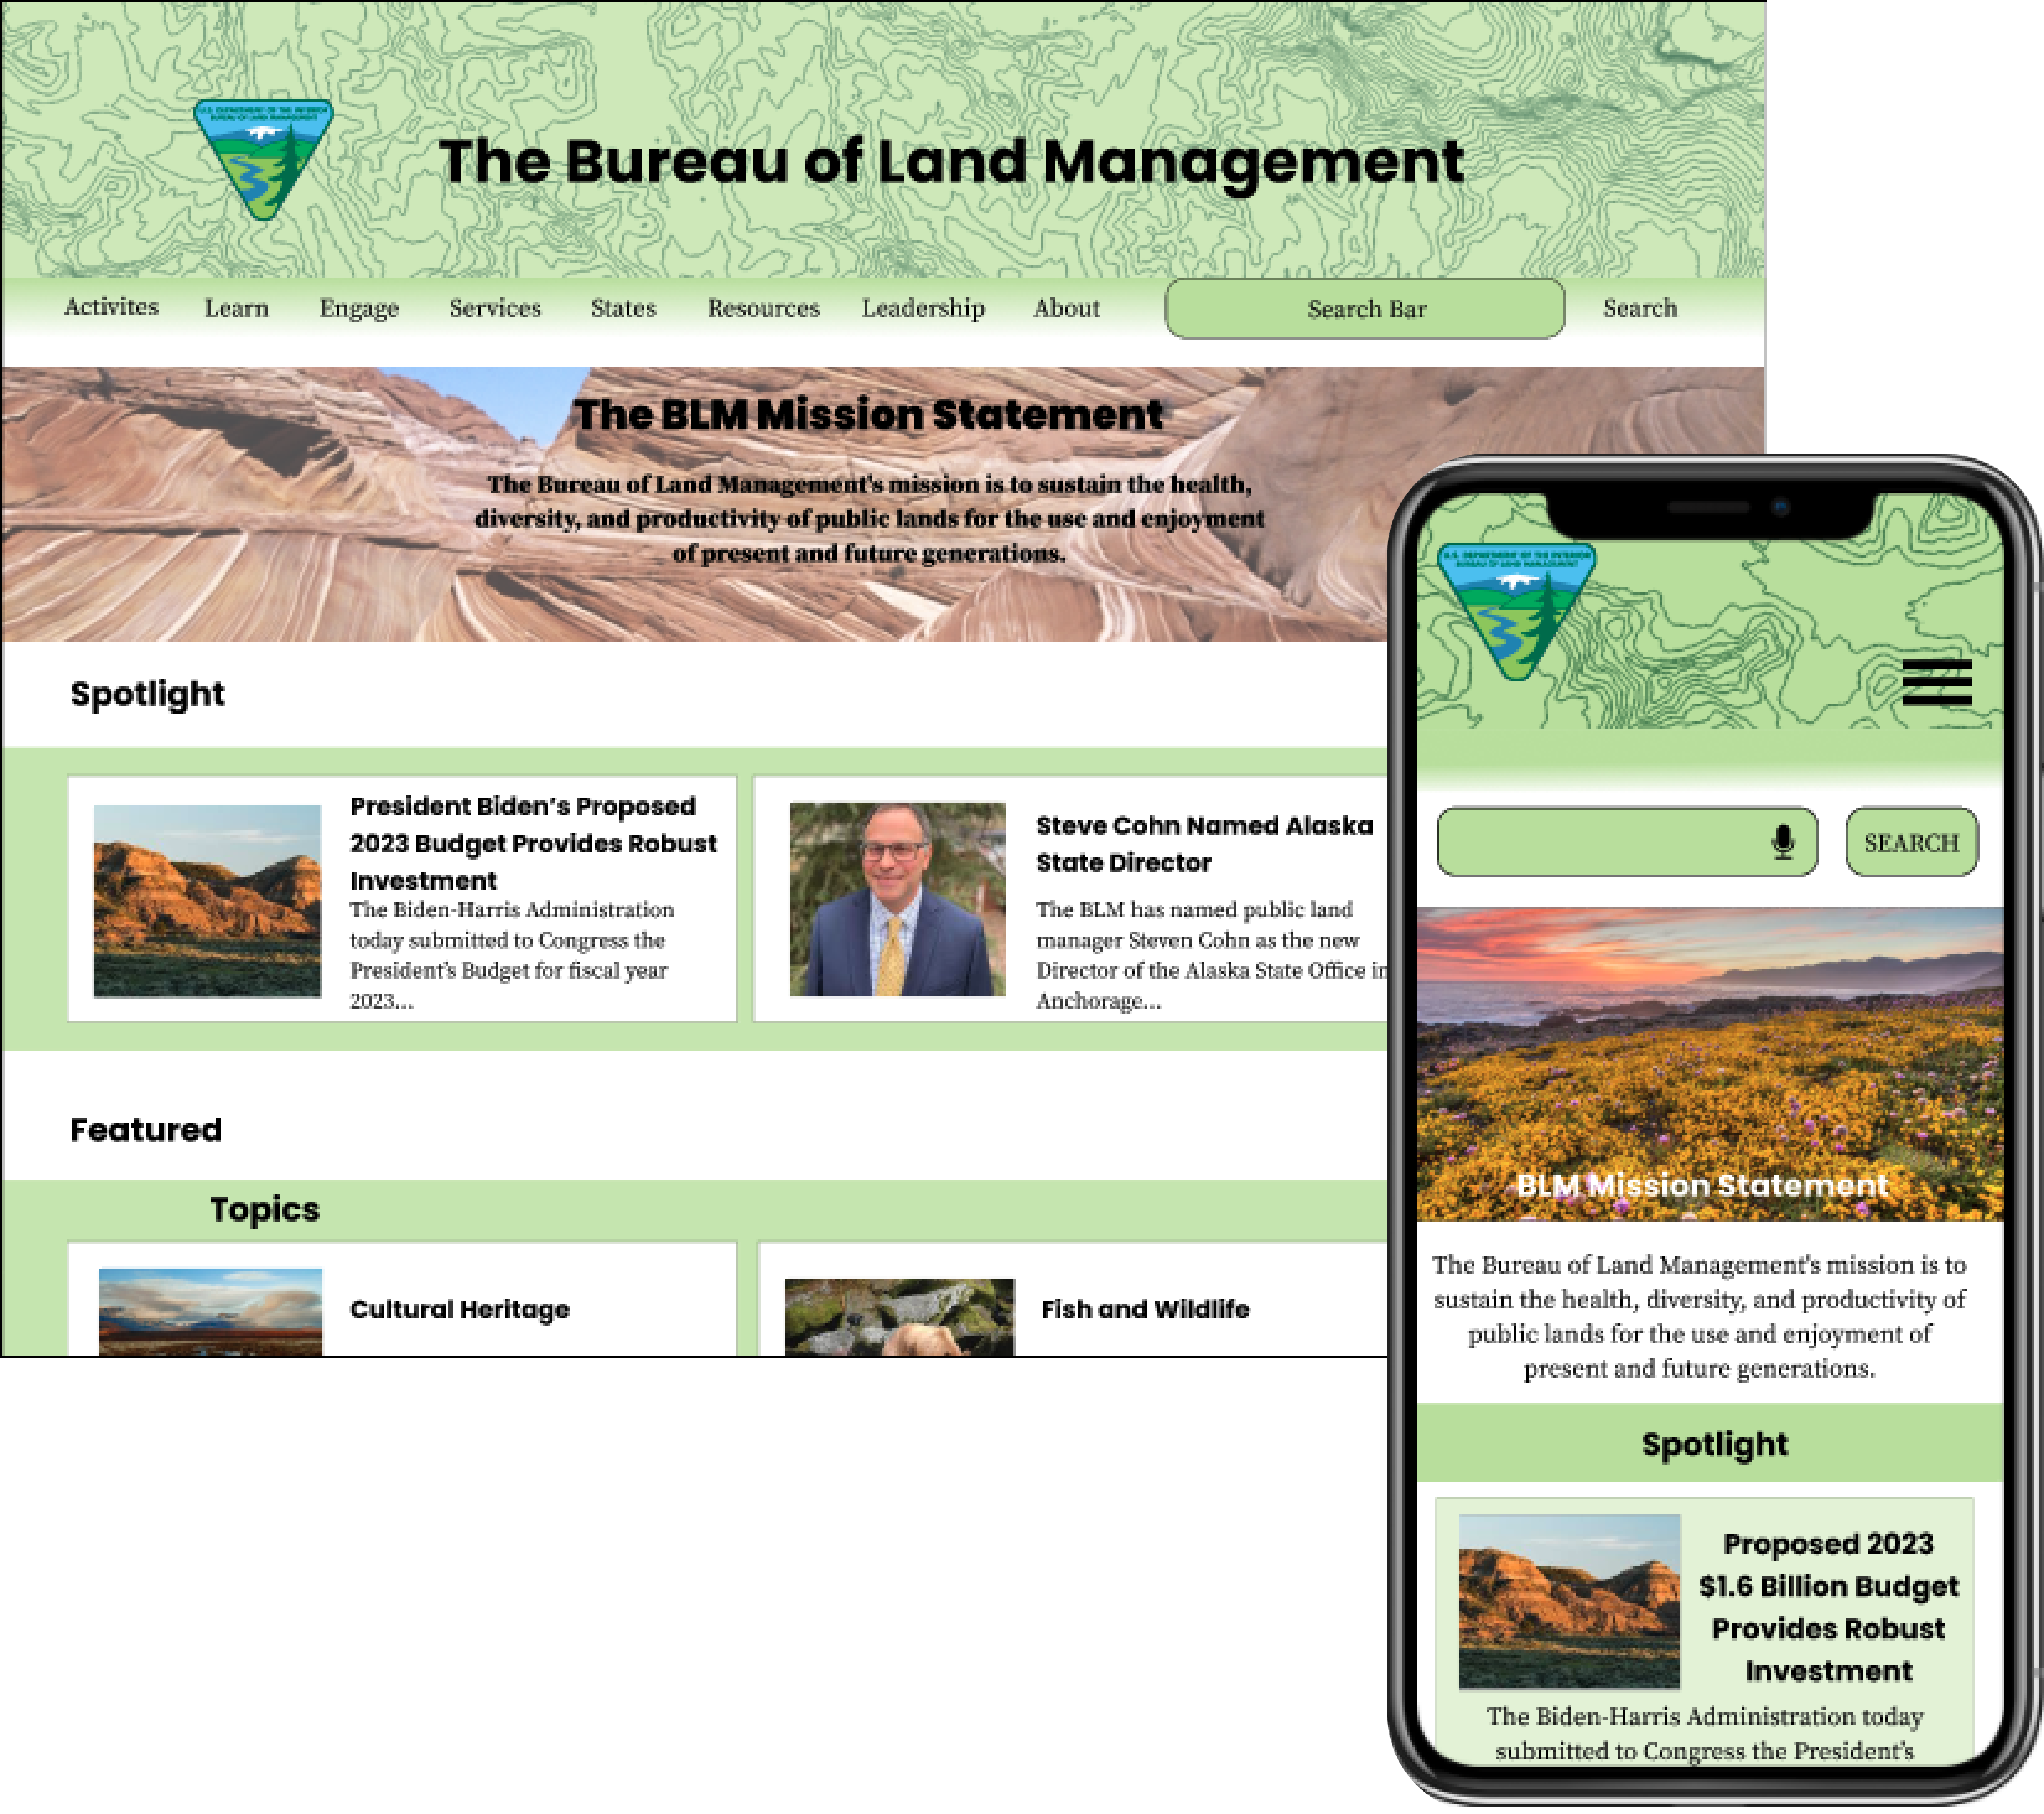 U.S. DEPARTMENT OF THE INTERIOR
BUREAU OF LAND MANAGEMENT
The Bureau of Land Management
Activites Learn Engage Services States Resources Leadership About Search Bar Search
The BLM Mission Statement
The Bureau of Land Management's mission is to sustain the health,
diversity, and productivity of public lands for the use and enjoyment
of present and future generations.
Spotlight
President Biden's Proposed
2023 Budget Provides Robust
Investment
The Biden-Harris Administration
today submitted to Congress the
President's Budget for fiscal year
2023...
Steve Cohn Named Alaska
State Director
The BLM has named public land
manager Steven Cohn as the new
Director of the Alaska State Office in
Anchorage...
Featured
Topics
Cultural Heritage
Fish and Wildlife
U.S. DEPARTMENT OF THE INTERIOR
BUREAU OF LAND MANAGEMENT
SEARCH
BLM Mission Statement
The Bureau of Land Management's mission is to
sustain the health, diversity, and productivity of
public lands for the use and enjoyment of
present and future generations.
Spotlight
Proposed 2023
$1.6 Billion Budget
Provides Robust
Investment
The Biden-Harris Administration today
submitted to Congress the President's